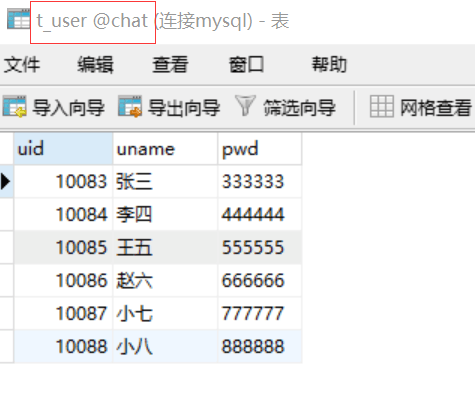 t_user @chat (连接mysql) - 表
文件 编辑 查看 窗口 帮助
导入向导 导出向导 筛选向导 网格查看
uid uname pwd
10083 张三 333333
10084 李四 444444
10085 王五 555555
10086 赵六 666666
10087 小七 777777
10088 小八 888888